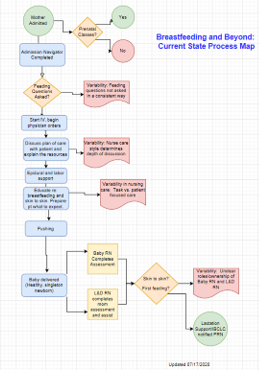 Mother
Admitted
Prenatal
Classes?
Yes
No
Breastfeeding and Beyond:
Current State Process Map
Admission Navigator
Completed
Feeding
Questions
Asked?
Variability: Feeding
questions not asked
in a consistent way
Start IV, begin
physician orders
Discuss plan of care
with patient and
explain the resources
Variability: Nurse care
style determines
depth of discussion
Epidural and labor
support
Educate re:
breastfeeding and
skin to skin. Prepare
pt what to expect
Variability in nursing
care: Task vs. patient
focused care
Pushing
Baby RN
Completes
Assessment
Baby delivered
(healthy, singleton
newborn)
L&D RN
completes
mom
assessment
and assist
Skin to skin?
First feeding?
Variability: Unclear
roles/ownership of
Baby RN and L&D
RN
Lactation
Support/IBCLC
notified PRN